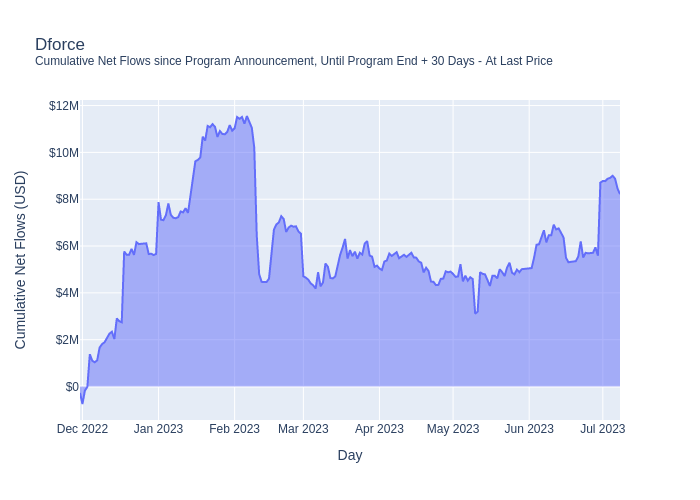 Dforce
Cumulative Net Flows since Program Announcement, Until Program End + 30 Days - At Last Price
$12M
$10M
$8M
$6M
$4M
$2M
$0
Cumulative Net Flows (USD)
Dec 2022 Jan 2023 Feb 2023 Mar 2023 Apr 2023 May 2023 Jun 2023 Jul 2023
Day